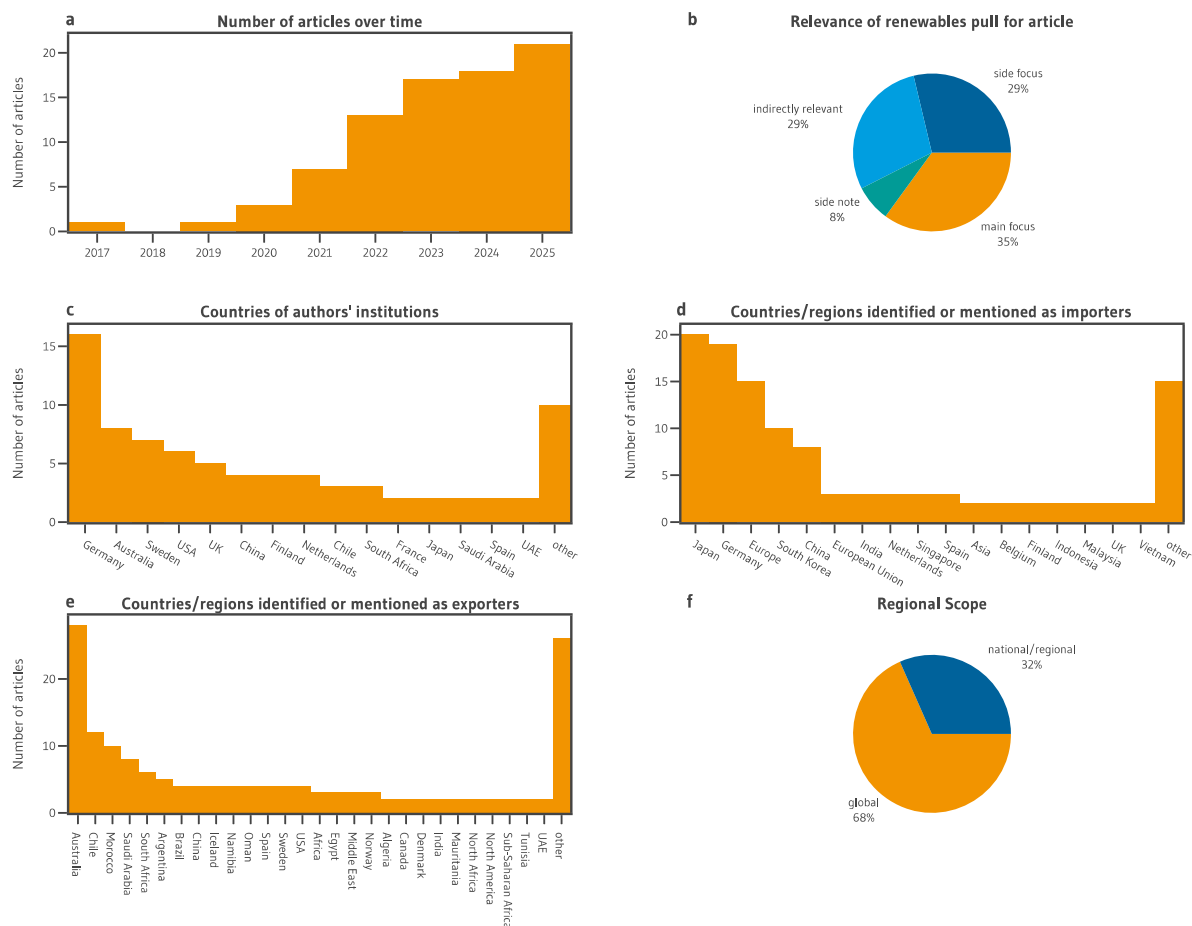 a
Number of articles over time
Number of articles
20
15
10
5
0
2017 2018 2019 2020 2021 2022 2023 2024 2025
b
Relevance of renewables pull for article
side focus
29%
indirectly relevant
29%
side note
8%
main focus
35%
c
Countries of authors' institutions
Number of articles
15
10
5
0
Germany Australia Sweden USA UK China Finland Netherlands Chile South Africa France Japan Saudi Arabia Spain UAE other
d
Countries/regions identified or mentioned as importers
Number of articles
20
15
10
5
0
Japan Germany Europe South Korea China European Union India Netherlands Singapore Spain Asia Belgium Finland Indonesia Malaysia UK Vietnam other
e
Countries/regions identified or mentioned as exporters
Number of articles
20
10
0
Australia Chile Morocco Saudi Arabia South Africa Argentina Brazil China Iceland Namibia Oman Spain Sweden USA Africa Egypt Middle East Norway Algeria Canada Denmark India Mauritania North Africa North America Sub-Saharan Africa Tunisia UAE other
f
Regional Scope
national/regional
32%
global
68%